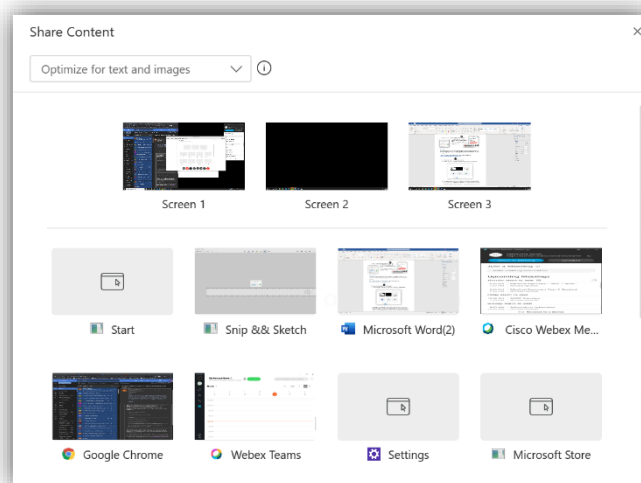 Share Content
Optimize for text and images
Screen 1
Screen 2
Screen 3
Start
Snip && Sketch
Microsoft Word(2)
Cisco Webex Me...
Google Chrome
Webex Teams
Settings
Microsoft Store